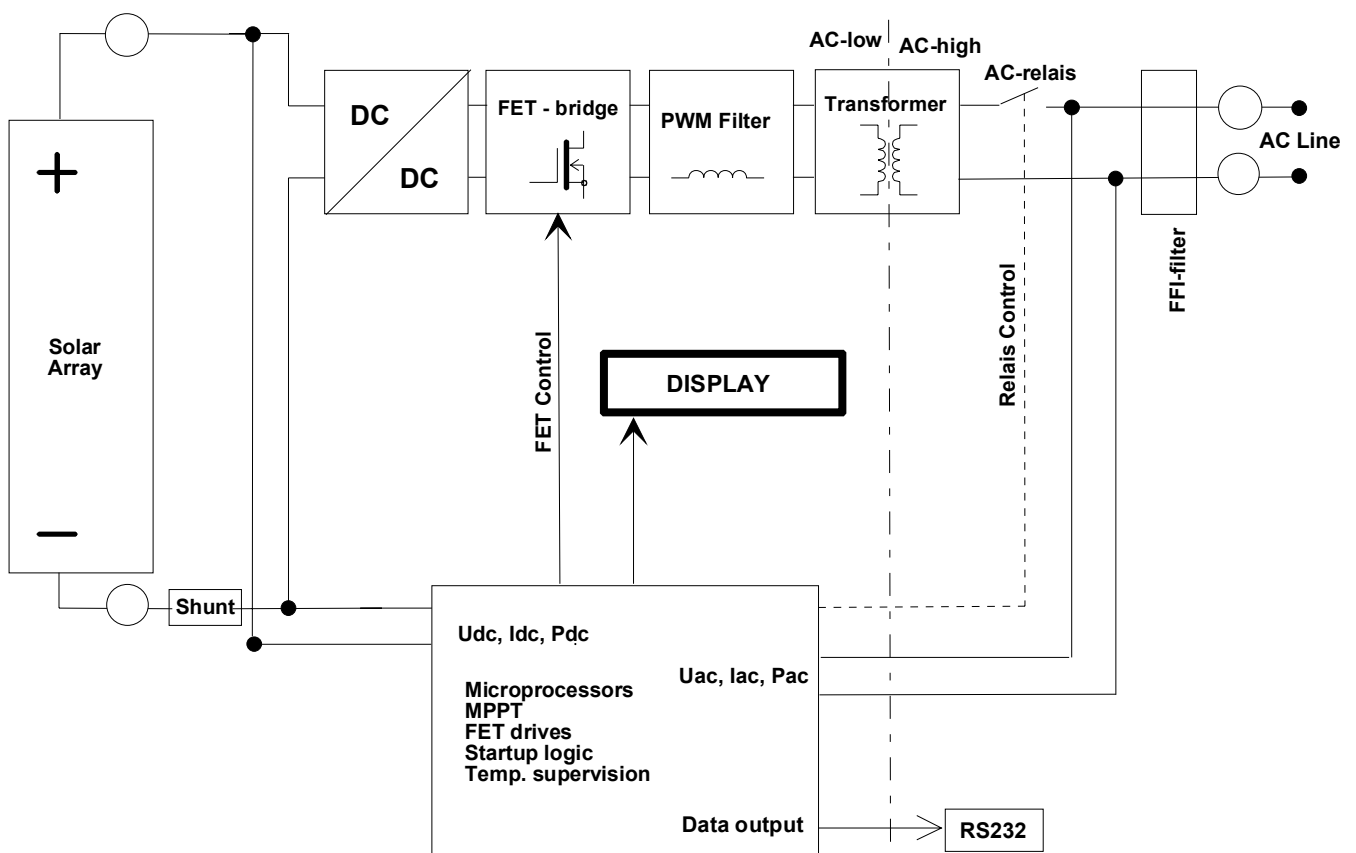 AC-low
AC-high
AC-relais
DC
DC
FET - bridge
PWM Filter
Transformer
AC Line
+
Solar
Array
−
FET Control
DISPLAY
Relais Control
FFI-filter
Shunt
Udc, Idc, Pdc
Uac, Iac, Pac
Microprocessors
MPPT
FET drives
Startup logic
Temp. supervision
Data output
RS232